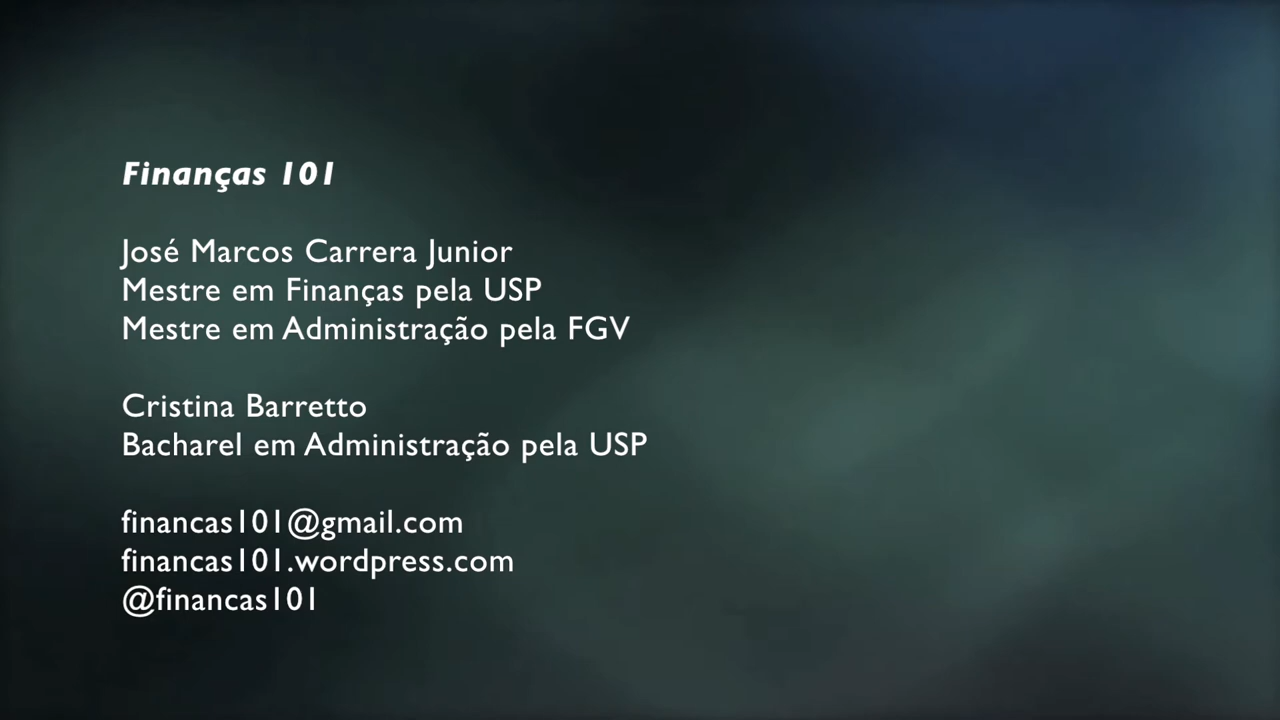 Finanças 101
José Marcos Carrera Junior
Mestre em Finanças pela USP
Mestre em Administração pela FGV
Cristina Barretto
Bacharel em Administração pela USP
financas101@gmail.com
financas101.wordpress.com
@financas101